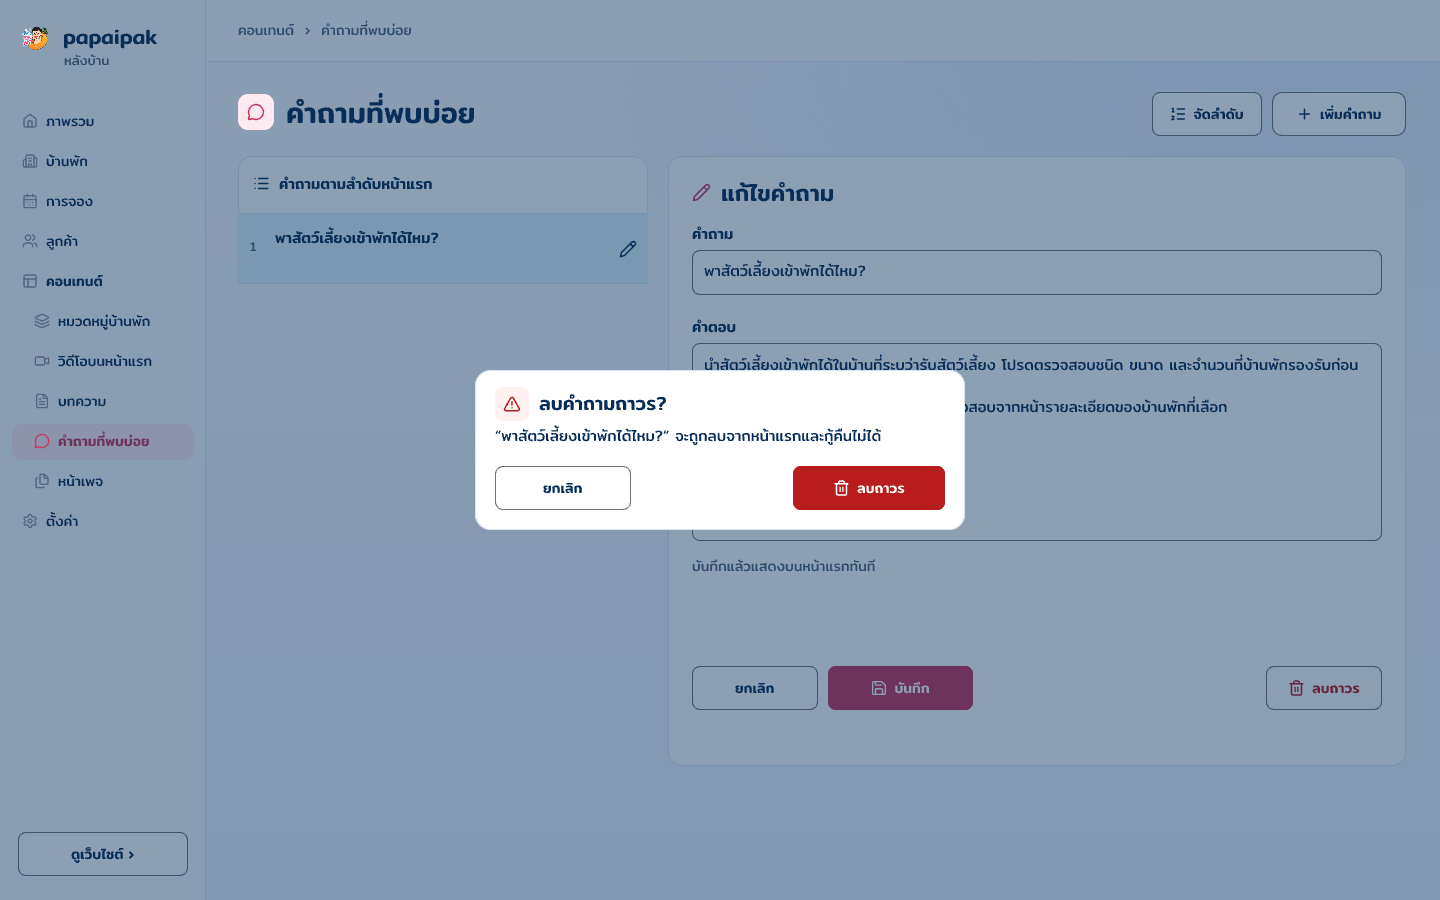 papaipak
หลังบ้าน
ภาพรวม
บ้านพัก
การจอง
ลูกค้า
คอนเทนต์
หมวดหมู่บ้านพัก
วิดีโอบนหน้าแรก
บทความ
คำถามที่พบบ่อย
หน้าเพจ
ตั้งค่า
ดูเว็บไซต์ ›
คอนเทนต์ › คำถามที่พบบ่อย
คำถามที่พบบ่อย
จัดลำดับ
เพิ่มคำถาม
คำถามตามลำดับหน้าแรก
1 พาสัตว์เลี้ยงเข้าพักได้ไหม?
แก้ไขคำถาม
คำถาม
พาสัตว์เลี้ยงเข้าพักได้ไหม?
คำตอบ
นำสัตว์เลี้ยงเข้าพักได้ในบ้านที่ระบุว่ารับสัตว์เลี้ยง โปรดตรวจสอบชนิด ขนาด และจำนวนที่บ้านพักรองรับก่อน
สอบจากหน้ารายละเอียดของบ้านพักที่เลือก
บันทึกแล้วแสดงบนหน้าแรกทันที
ยกเลิก
บันทึก
ลบถาวร
ลบคำถามถาวร?
“พาสัตว์เลี้ยงเข้าพักได้ไหม?” จะถูกลบจากหน้าแรกและกู้คืนไม่ได้
ยกเลิก
ลบถาวร